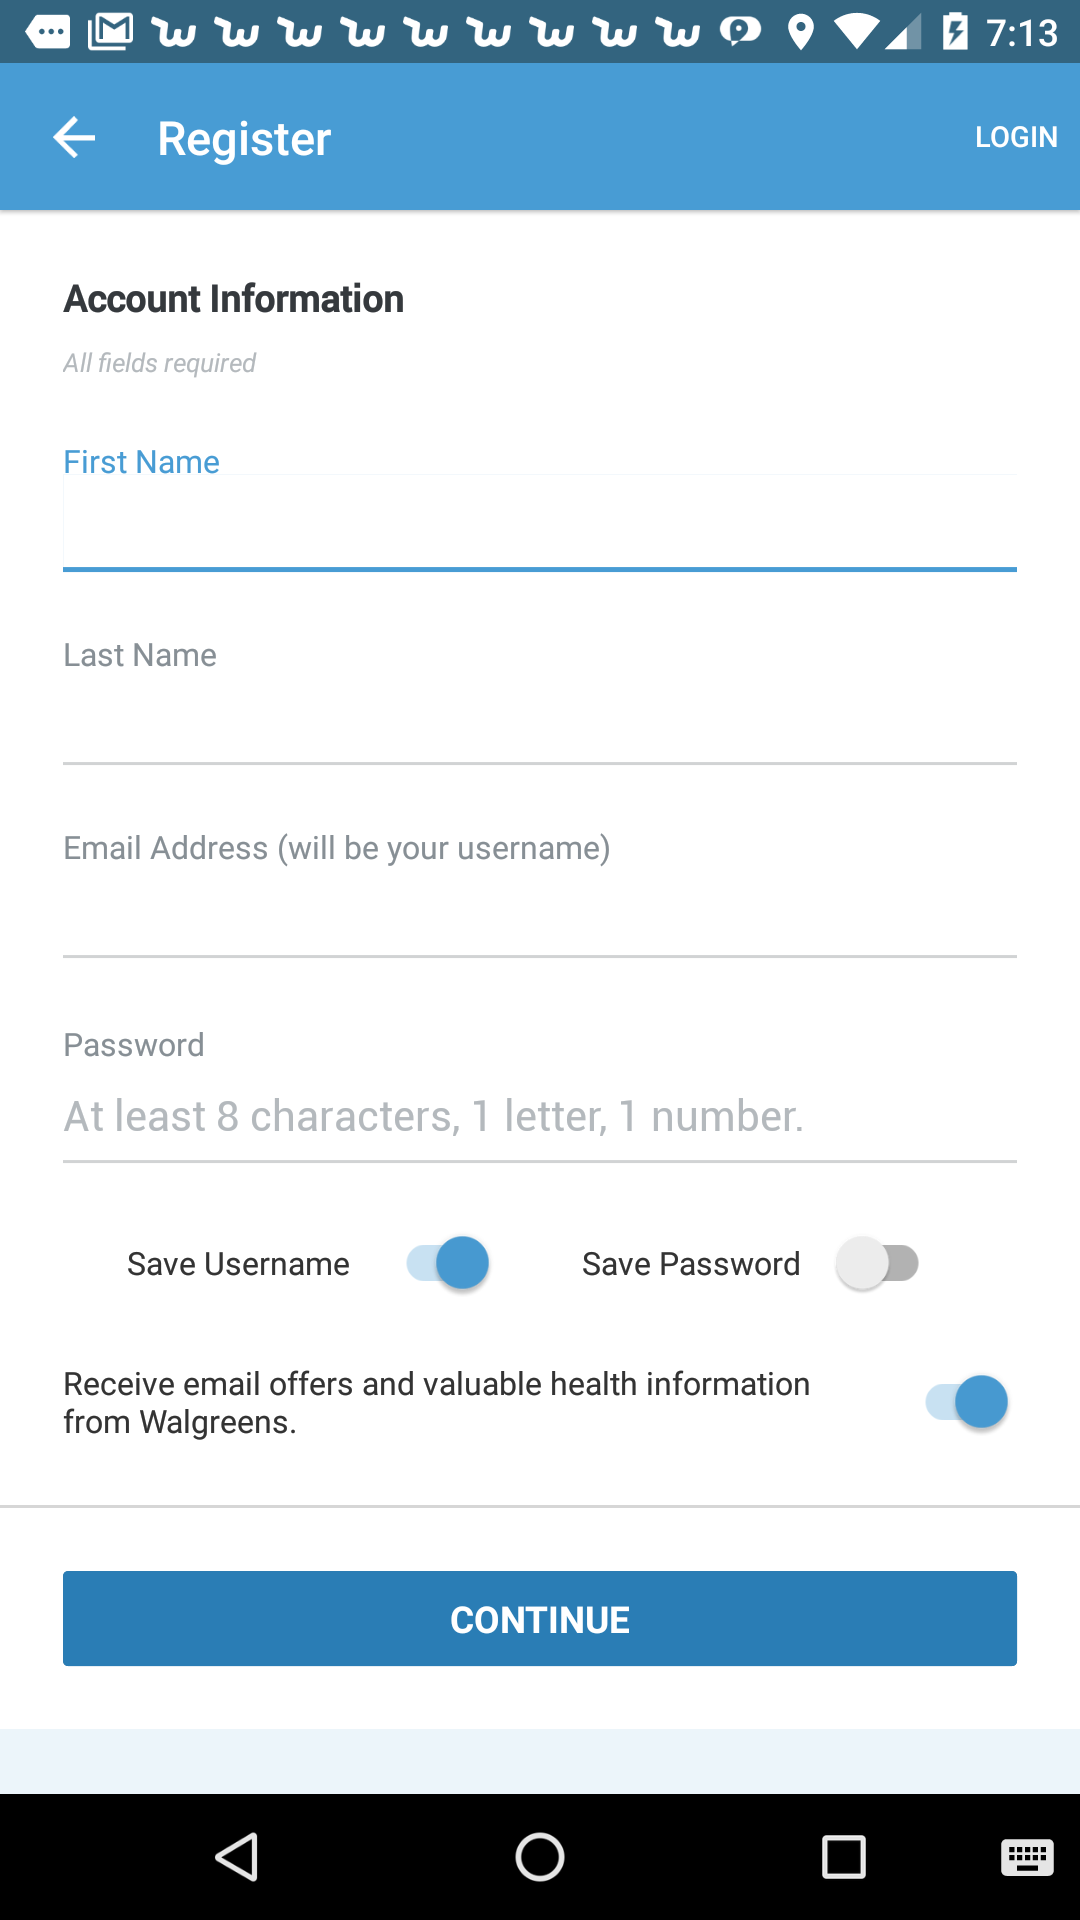 7:13
Register
LOGIN
Account Information
All fields required
First Name
Last Name
Email Address (will be your username)
Password
At least 8 characters, 1 letter, 1 number.
Save Username
Save Password
Receive email offers and valuable health information
from Walgreens.
CONTINUE